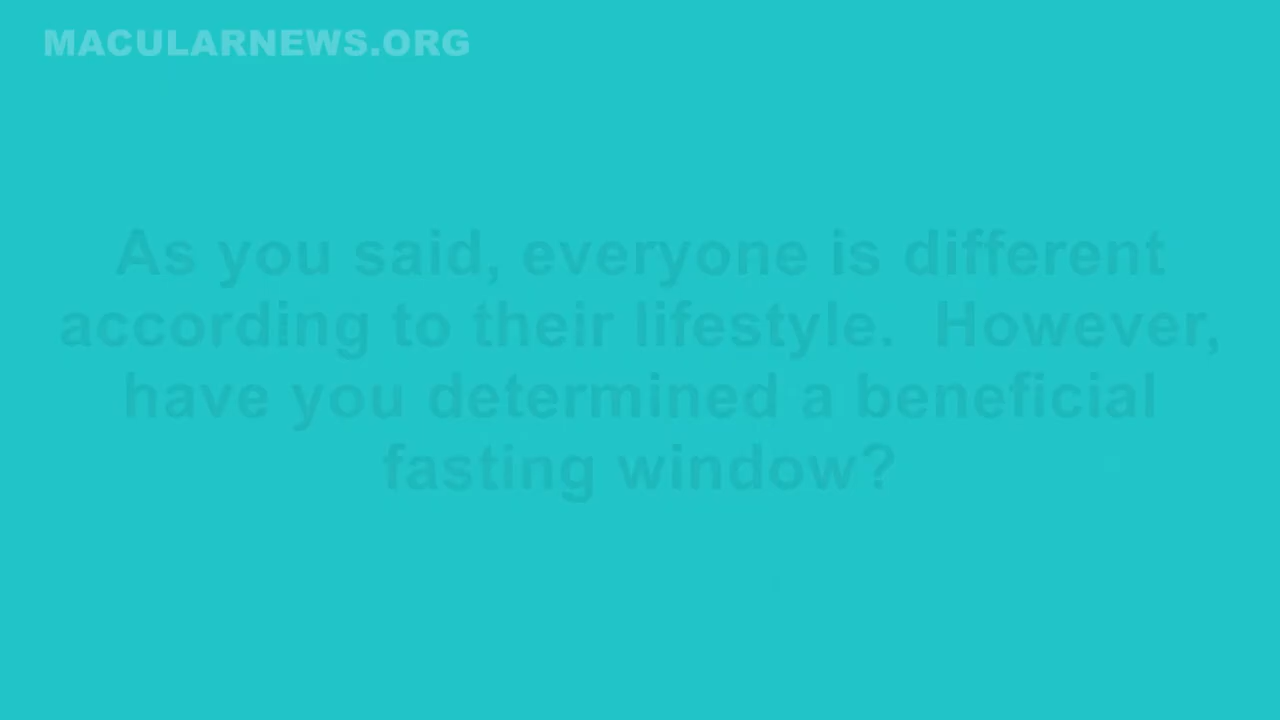 MACULARNEWS.ORG
As you said, everyone is different
according to their lifestyle.  However,
have you determined a beneficial
fasting window?